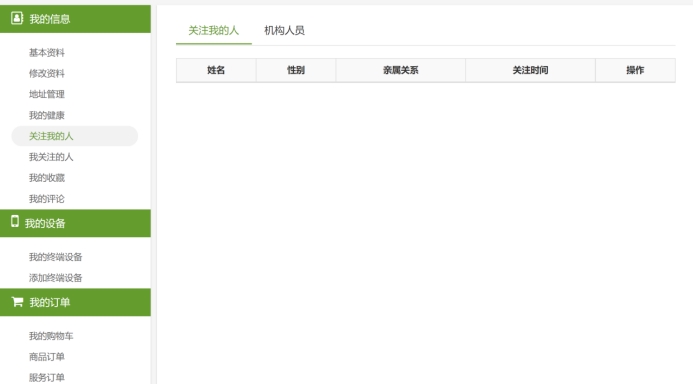 我的信息
基本资料
修改资料
地址管理
我的健康
关注我的人
我关注的人
我的收藏
我的评论
我的设备
我的终端设备
添加终端设备
我的订单
我的购物车
商品订单
服务订单
关注我的人 机构人员
姓名 性别 亲属关系 关注时间 操作